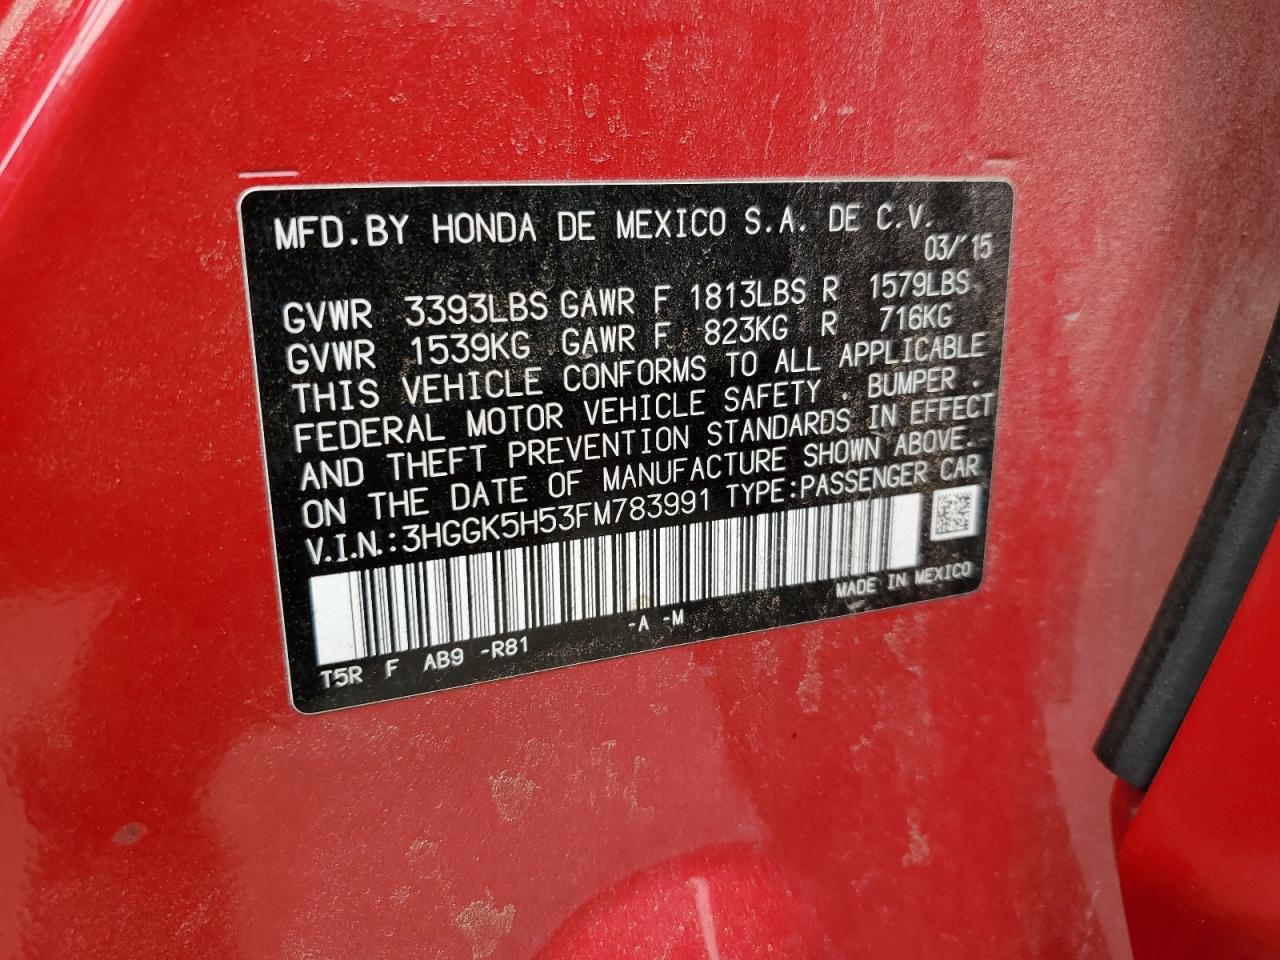 MFD.BY HONDA DE MEXICO S.A. DE C.V.
03/'15
GVWR 3393LBS GAWR F 1813LBS R 1579LBS
GVWR 1539KG GAWR F 823KG R 716KG
THIS VEHICLE CONFORMS TO ALL APPLICABLE
FEDERAL MOTOR VEHICLE SAFETY . BUMPER .
AND THEFT PREVENTION STANDARDS IN EFFECT
ON THE DATE OF MANUFACTURE SHOWN ABOVE.
V.I.N.:3HGGK5H53FM783991 TYPE:PASSENGER CAR
MADE IN MEXICO
T5R F AB9 -R81 -A -M